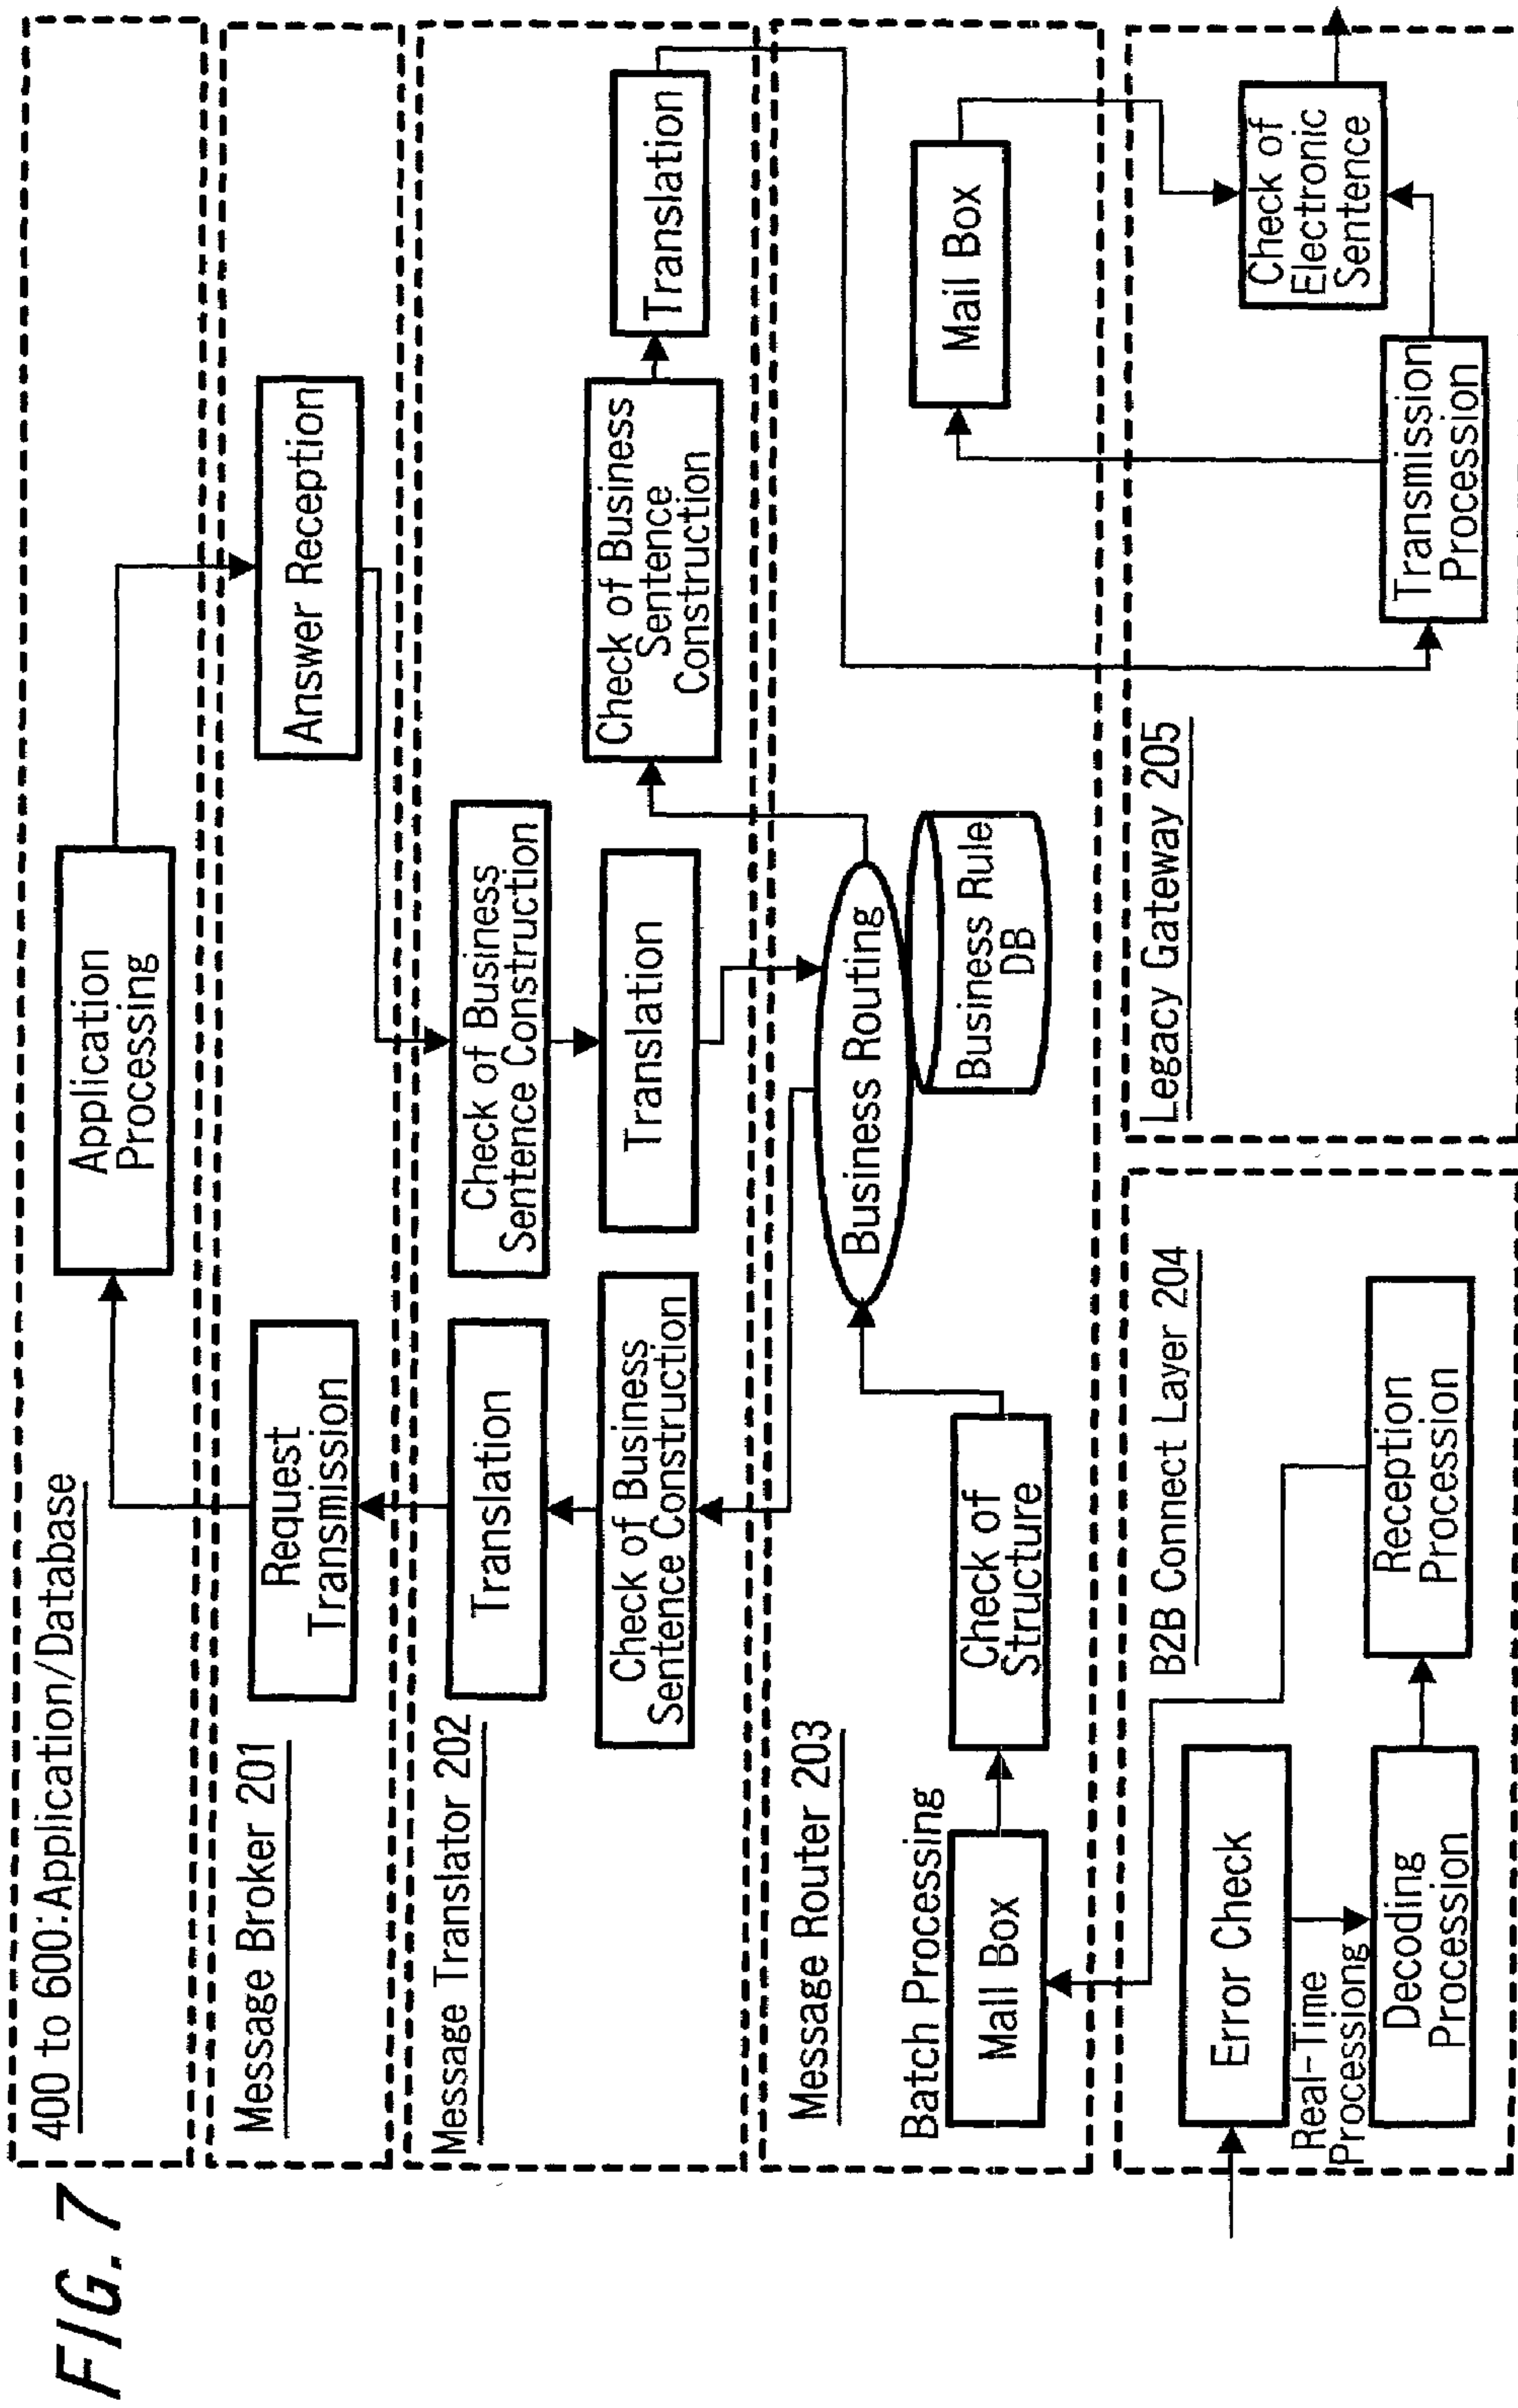 FIG. 7
400 to 600:Application/Database
Application
Processing
Message Broker 201
Request
Transmission
Answer Reception
Message Translator 202
Translation
Check of Business
Sentence Construction
Check of Business
Sentence Construction
Translation
Check of Business
Sentence
Construction
Translation
Message Router 203
Batch Processing
Mall Box
Check of
Structure
Business Routing
Business Rule
DB
Mail Box
B2B Connect Layer 204
Error Check
Real-Time
Processiong
Decoding
Procession
Reception
Procession
Legacy Gateway 205
Transmission
Procession
Check of
Electronic
Sentence